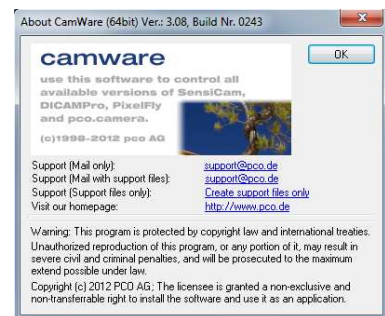 About CamWare (64bit) Ver.: 3.08, Build Nr. 0243
OK
camware
use this software to control all
available versions of SensiCam,
DICAMPro, PixelFly
and pco.camera.
(c)1998-2012 pco AG
Support (Mail only): support@pco.de
Support (Mail with support files): support@pco.de
Support (Support files only): Create support files only
Visit our homepage: http://www.pco.de
Warning: This program is protected by copyright law and international treaties.
Unauthorized reproduction of this program, or any portion of it, may result in
severe civil and criminal penalties, and will be prosecuted to the maximum
extend possible under law.
Copyright (c) 2012 PCO AG; The licensee is granted a non-exclusive and
non-transferrable right to install the software and use it as an application.